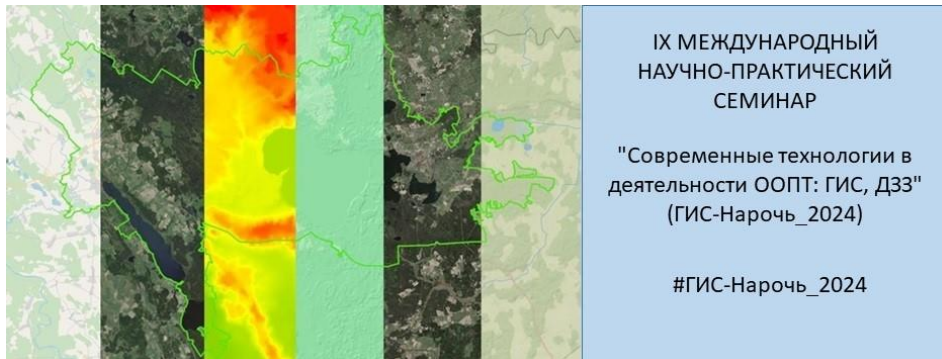 IX МЕЖДУНАРОДНЫЙ
НАУЧНО-ПРАКТИЧЕСКИЙ
СЕМИНАР
"Современные технологии в
деятельности ООПТ: ГИС, ДЗЗ"
(ГИС-Нарочь_2024)
#ГИС-Нарочь_2024